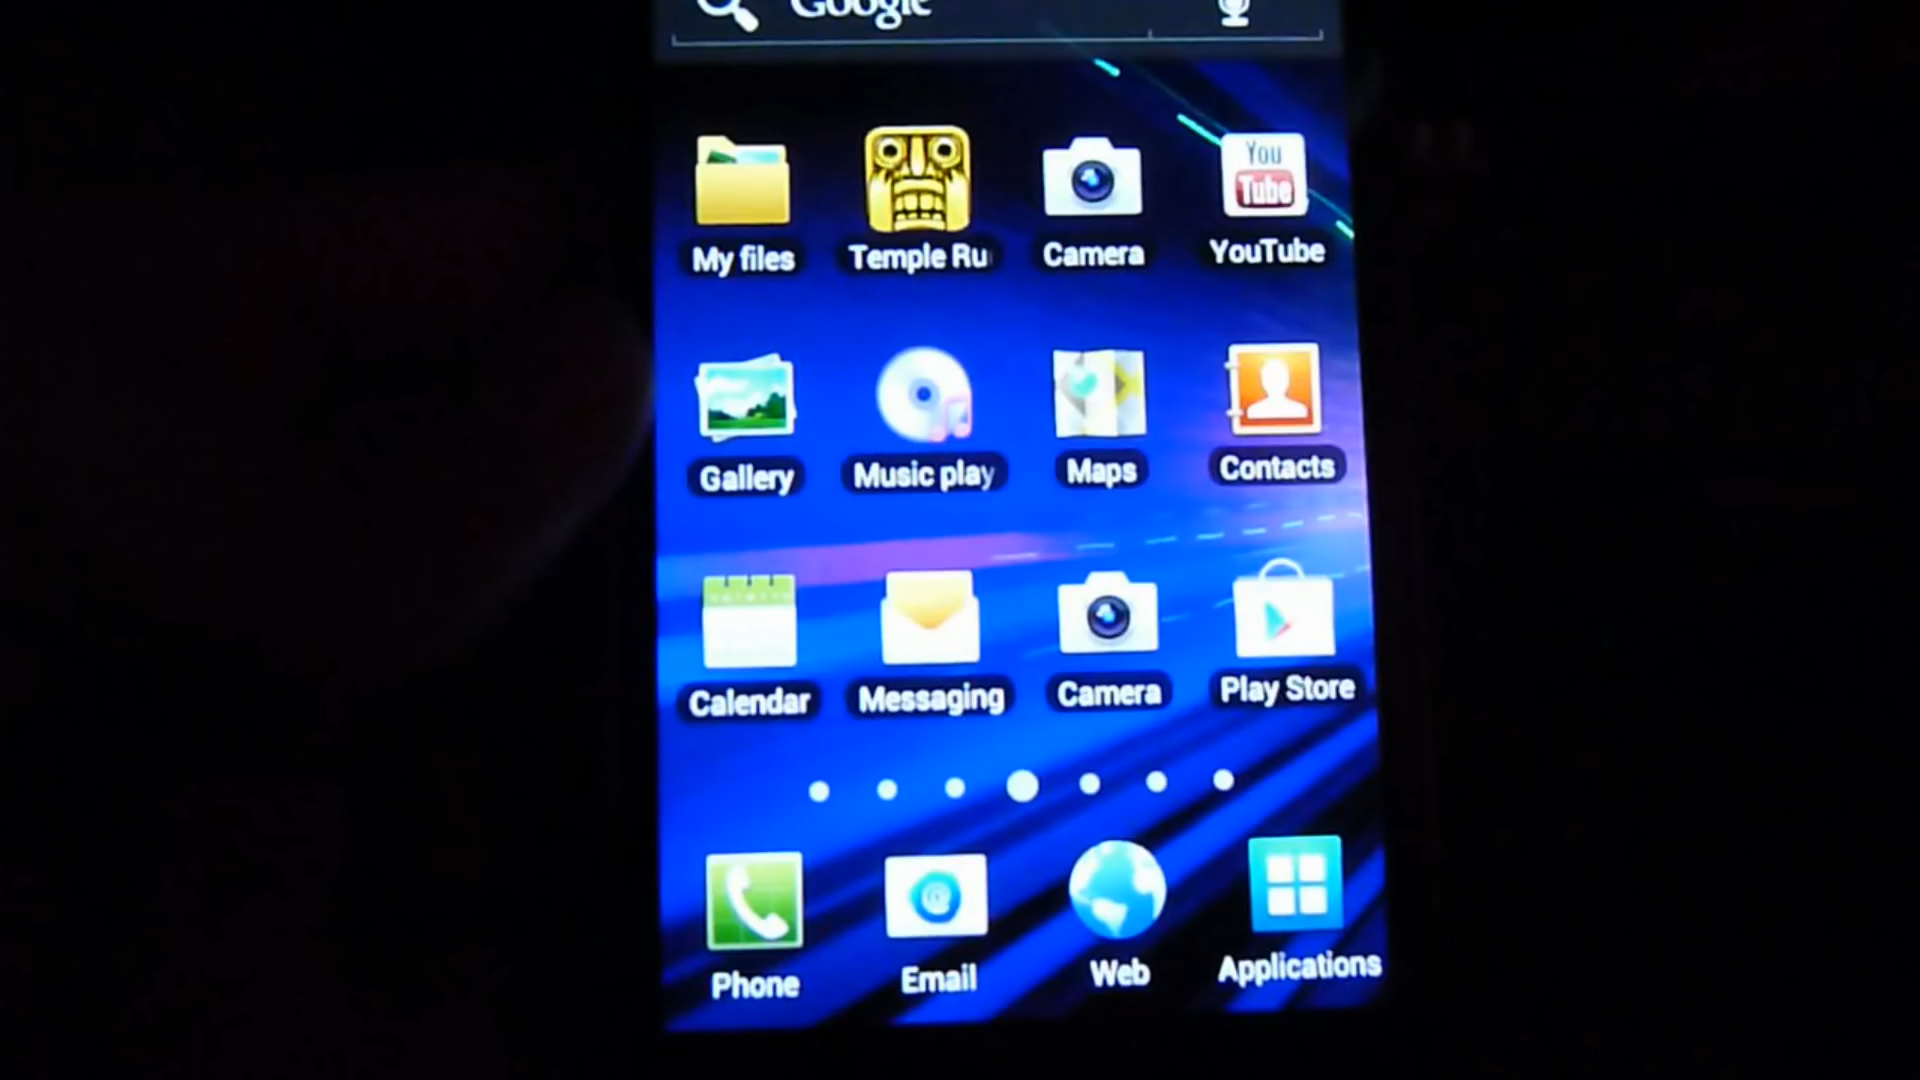 Google
My files Temple Ru Camera You Tube YouTube
Gallery Music play Maps Contacts
Calendar Messaging Camera Play Store
@
Phone Email Web Applications